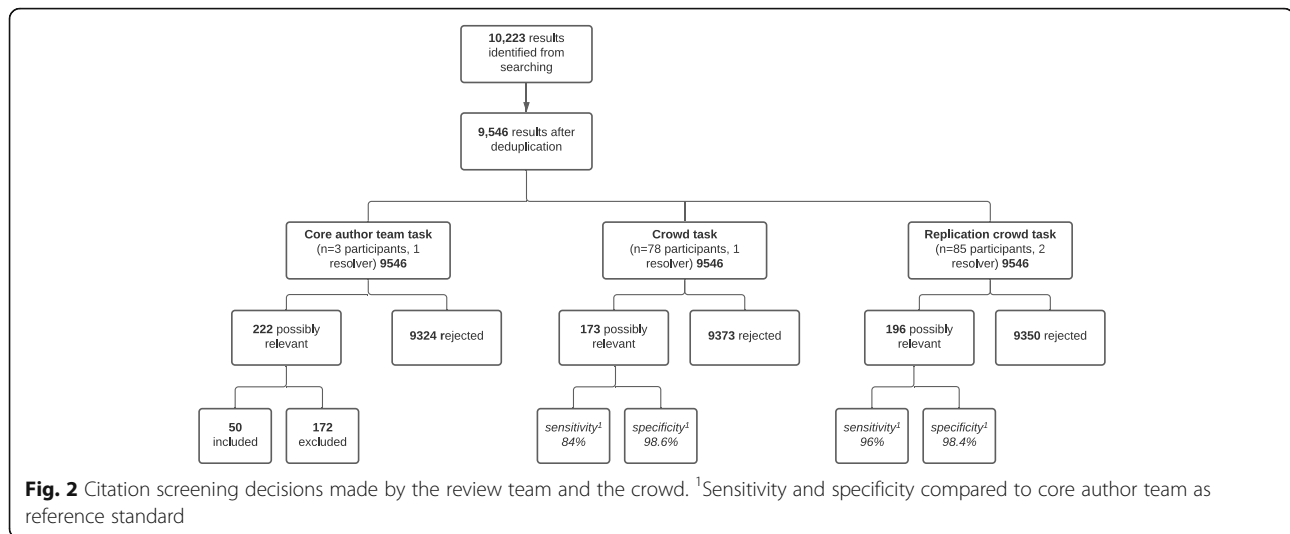 10,223 results
identified from
searching
9,546 results after
deduplication
Core author team task
(n=3 participants, 1
resolver) 9546
Crowd task
(n=78 participants, 1
resolver) 9546
Replication crowd task
(n=85 participants, 2
resolver) 9546
222 possibly
relevant
9324 rejected
173 possibly
relevant
9373 rejected
196 possibly
relevant
9350 rejected
50
included
172
excluded
sensitivity¹
84%
specificity¹
98.6%
sensitivity¹
96%
specificity¹
98.4%
Fig. 2 Citation screening decisions made by the review team and the crowd. ¹Sensitivity and specificity compared to core author team as
reference standard